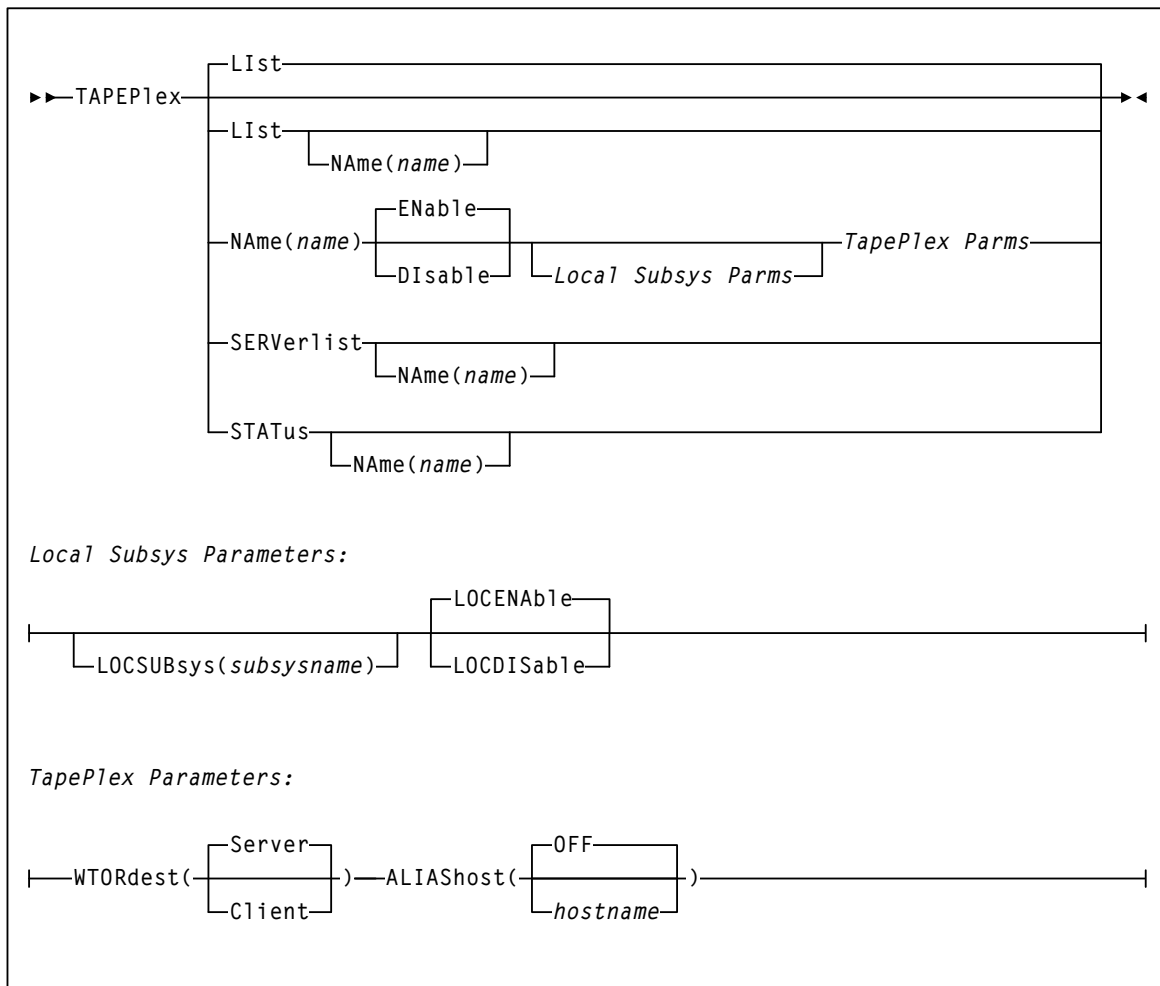 LIst
TAPEPlex
LIst
NAme(name)
ENable
NAme(name) TapePlex Parms
DIsable Local Subsys Parms
SERVerlist
NAme(name)
STATus
NAme(name)
Local Subsys Parameters:
LOCENAble
LOCSUBsys(subsysname) LOCDISable
TapePlex Parameters:
Server OFF
WTORdest( ) ALIAShost( )
Client hostname